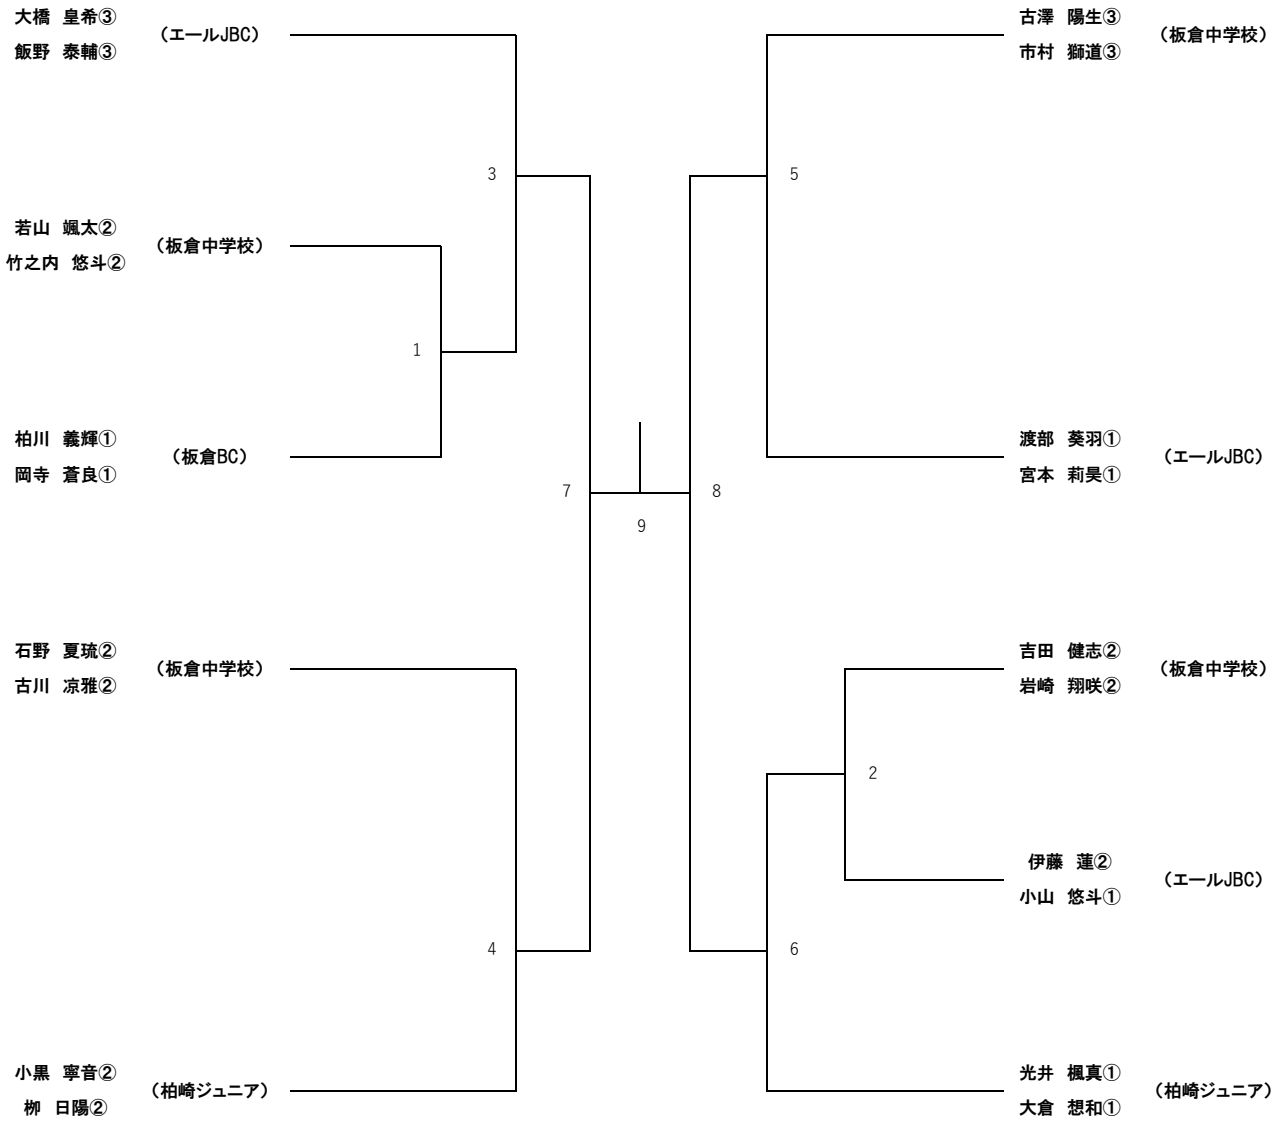 大橋 皇希③
飯野 泰輔③
（エールJBC）
3
若山 颯太②
竹之内 悠斗②
（板倉中学校）
1
柏川 義輝①
岡寺 蒼良①
（板倉BC）
7
石野 夏琉②
古川 凉雅②
（板倉中学校）
4
小黒 寧音②
栁 日陽②
（柏崎ジュニア）
9
古澤 陽生③
市村 獅道③
（板倉中学校）
5
渡部 葵羽①
宮本 莉昊①
（エールJBC）
8
吉田 健志②
岩崎 翔咲②
（板倉中学校）
2
伊藤 蓮②
小山 悠斗①
（エールJBC）
6
光井 楓真①
大倉 想和①
（柏崎ジュニア）